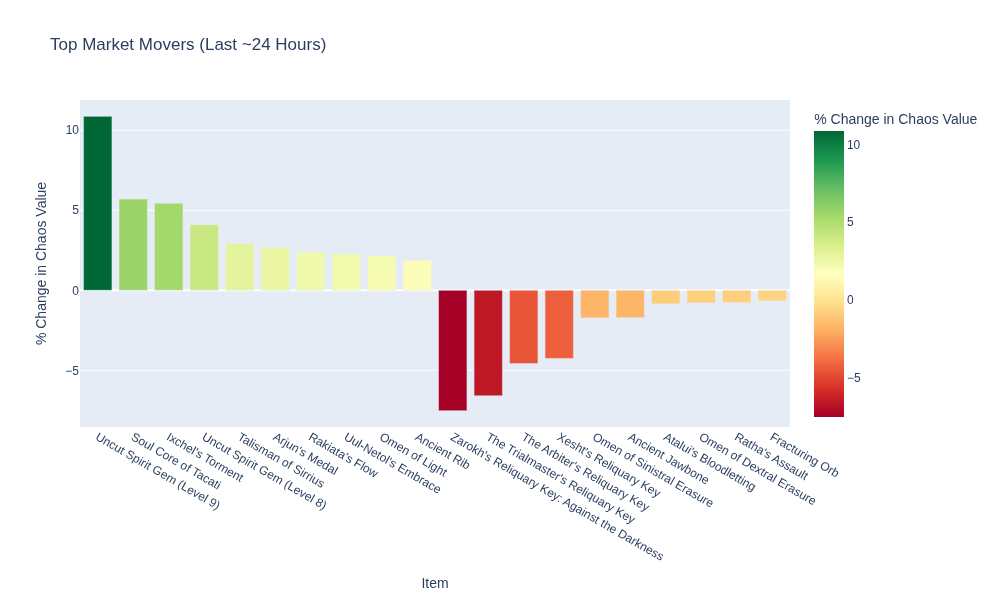 Top Market Movers (Last ~24 Hours)
% Change in Chaos Value
10
5
0
−5
% Change in Chaos Value
10
5
0
−5
Uncut Spirit Gem (Level 9)
Soul Core of Tacati
Ixchel's Torment
Uncut Spirit Gem (Level 8)
Talisman of Sirrius
Arjun's Medal
Rakiata's Flow
Uul-Netol's Embrace
Omen of Light
Ancient Rib
Zarokh's Reliquary Key: Against the Darkness
The Trialmaster's Reliquary Key
The Arbiter's Reliquary Key
Xesht's Reliquary Key
Omen of Sinistral Erasure
Ancient Jawbone
Atalui's Bloodletting
Omen of Dextral Erasure
Ratha's Assault
Fracturing Orb
Item